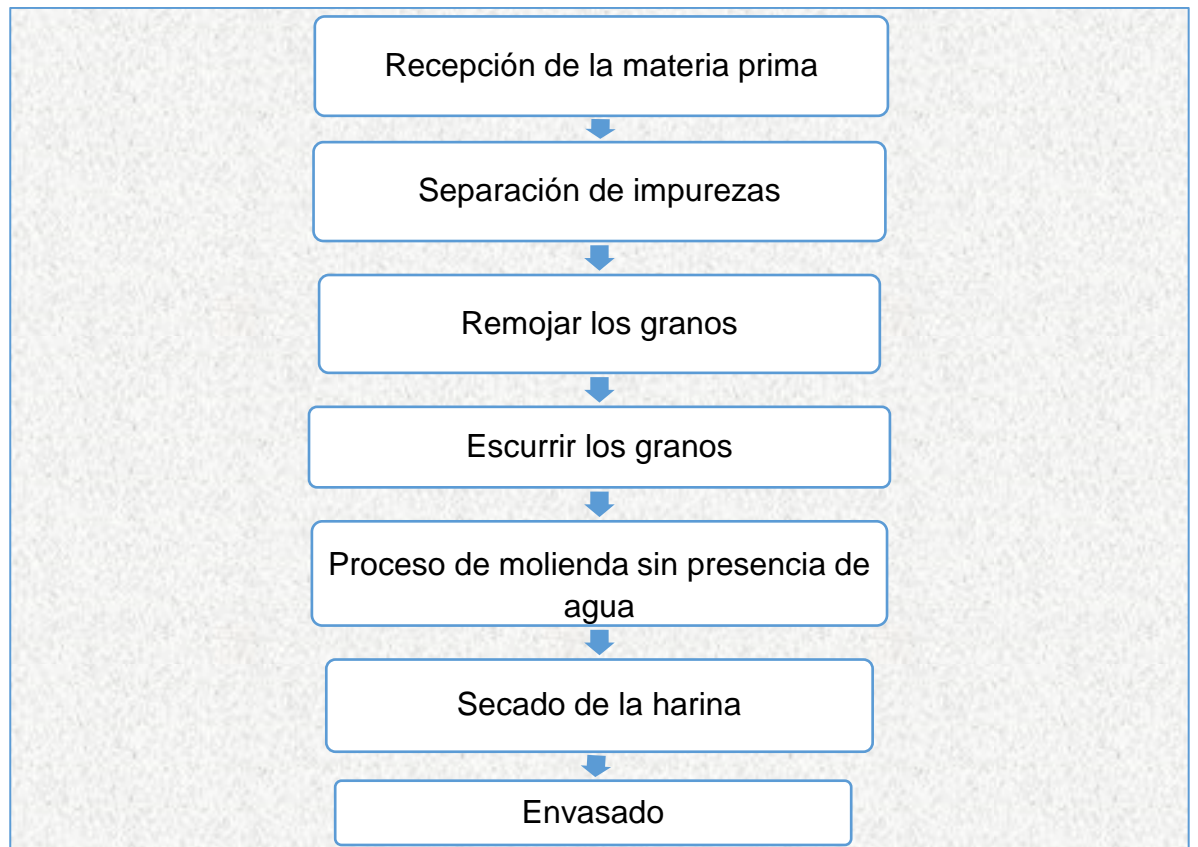 Recepción de la materia prima
Separación de impurezas
Remojar los granos
Escurrir los granos
Proceso de molienda sin presencia de
agua
Secado de la harina
Envasado